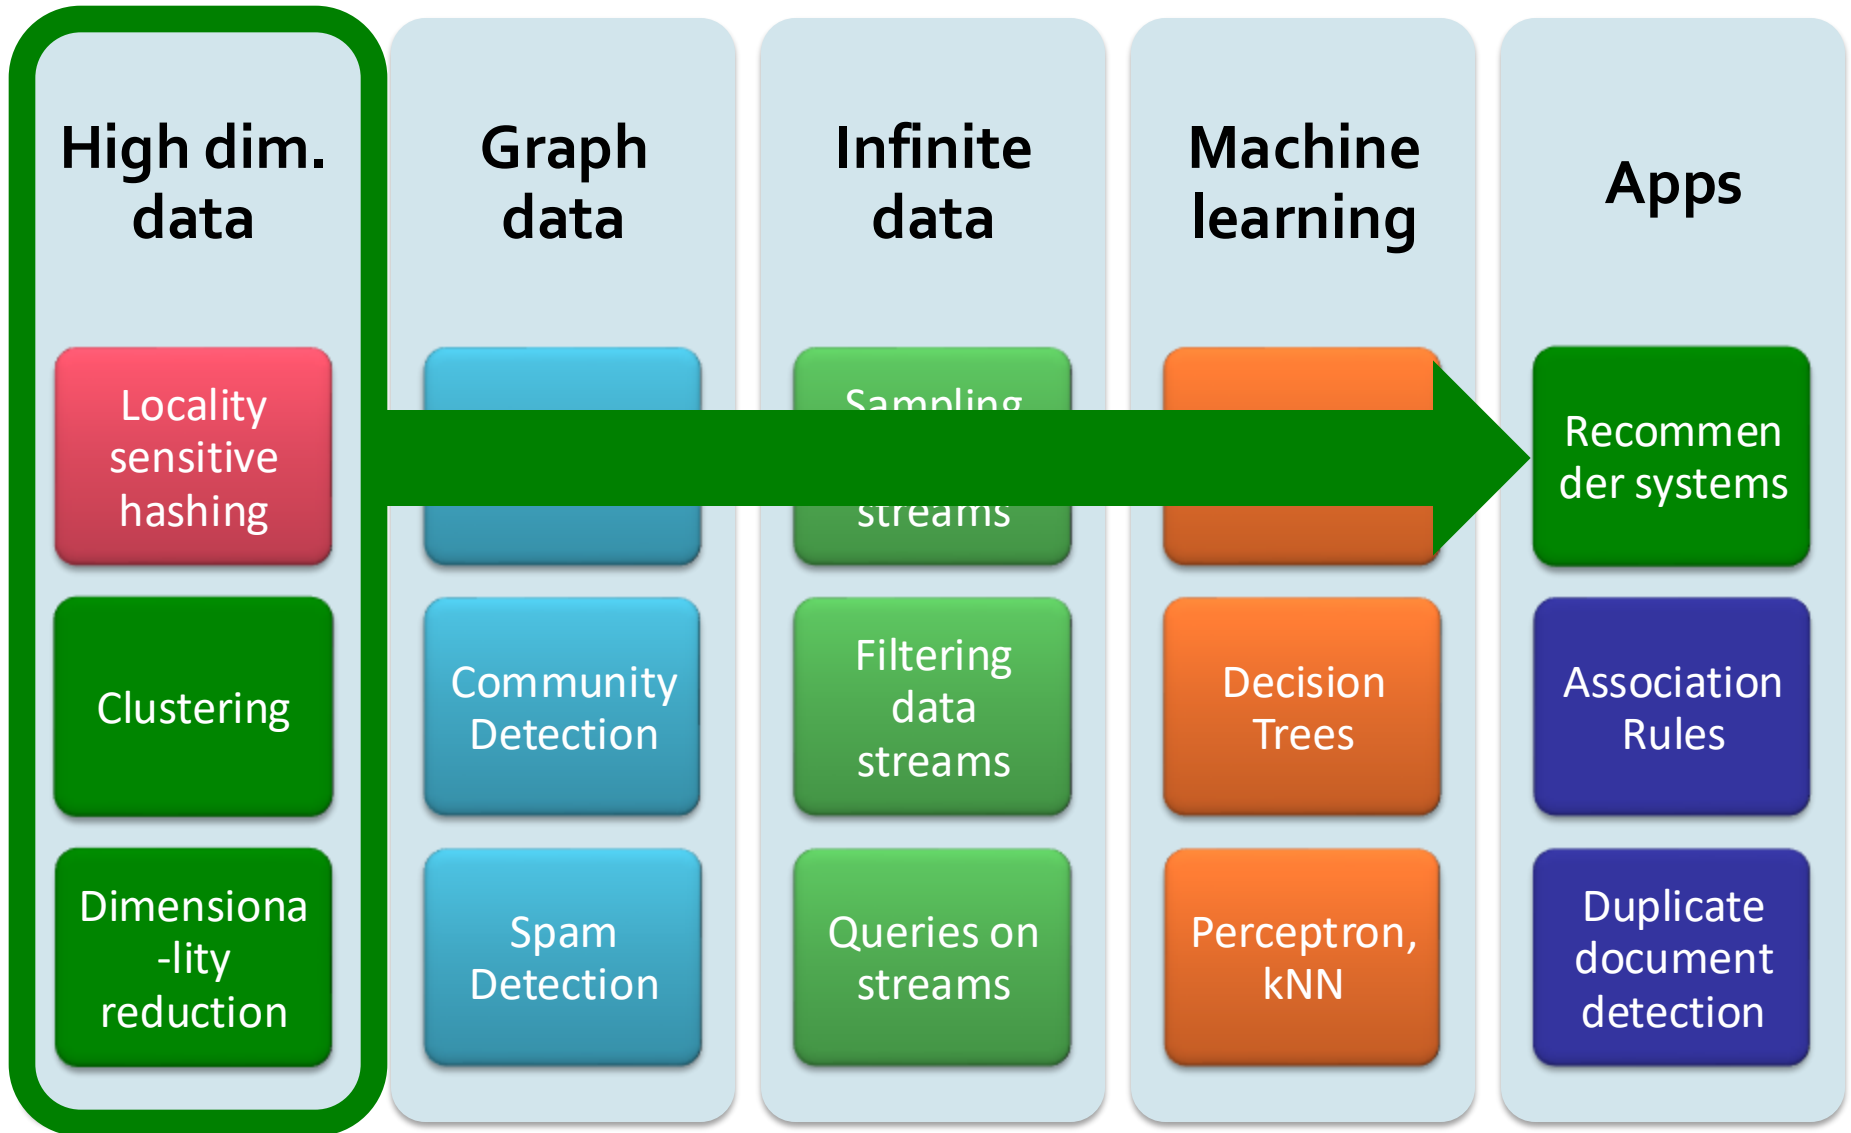 High dim.
data
Locality
sensitive
hashing
Clustering
Dimensiona
-lity
reduction
Graph
data
Community
Detection
Spam
Detection
Infinite
data
Sampling
streams
Filtering
data
streams
Queries on
streams
Machine
learning
Decision
Trees
Perceptron,
kNN
Apps
Recommen
der systems
Association
Rules
Duplicate
document
detection